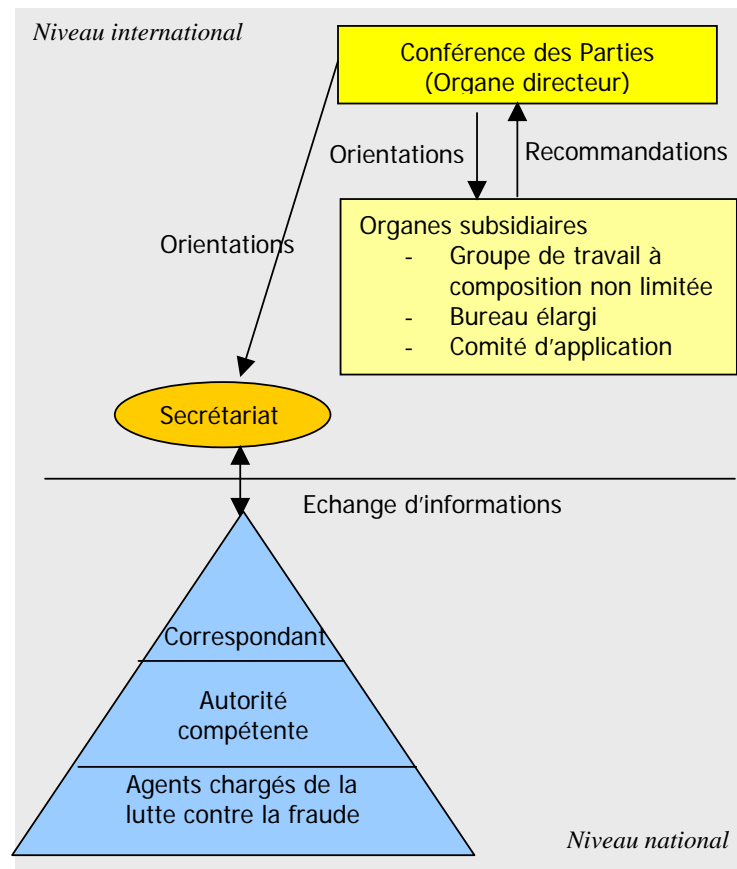 Niveau international
Conférence des Parties
(Organe directeur)
Orientations
Recommandations
Organes subsidiaires
- Groupe de travail à
composition non limitée
- Bureau élargi
- Comité d'application
Orientations
Secrétariat
Echange d'informations
Correspondant
Autorité
compétente
Agents chargés de la
lutte contre la fraude
Niveau national